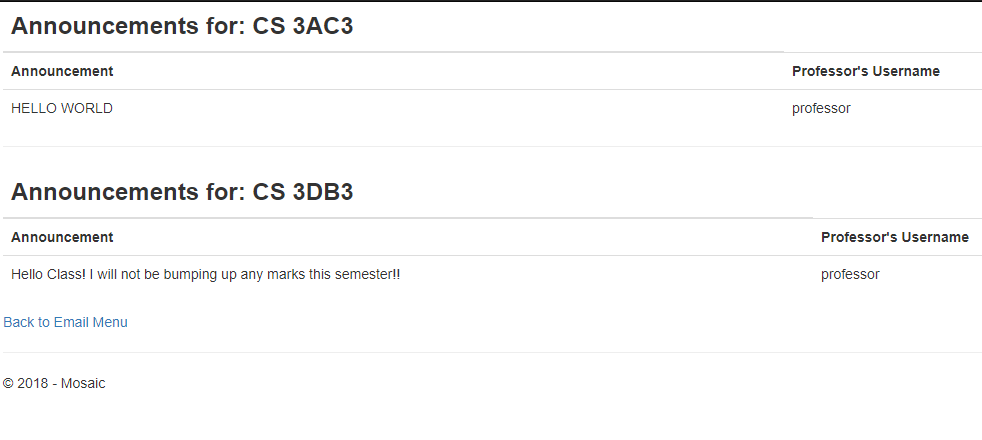 Announcements for: CS 3AC3
Announcement Professor's Username
HELLO WORLD professor
Announcements for: CS 3DB3
Announcement Professor's Username
Hello Class! I will not be bumping up any marks this semester!! professor
Back to Email Menu
© 2018 - Mosaic